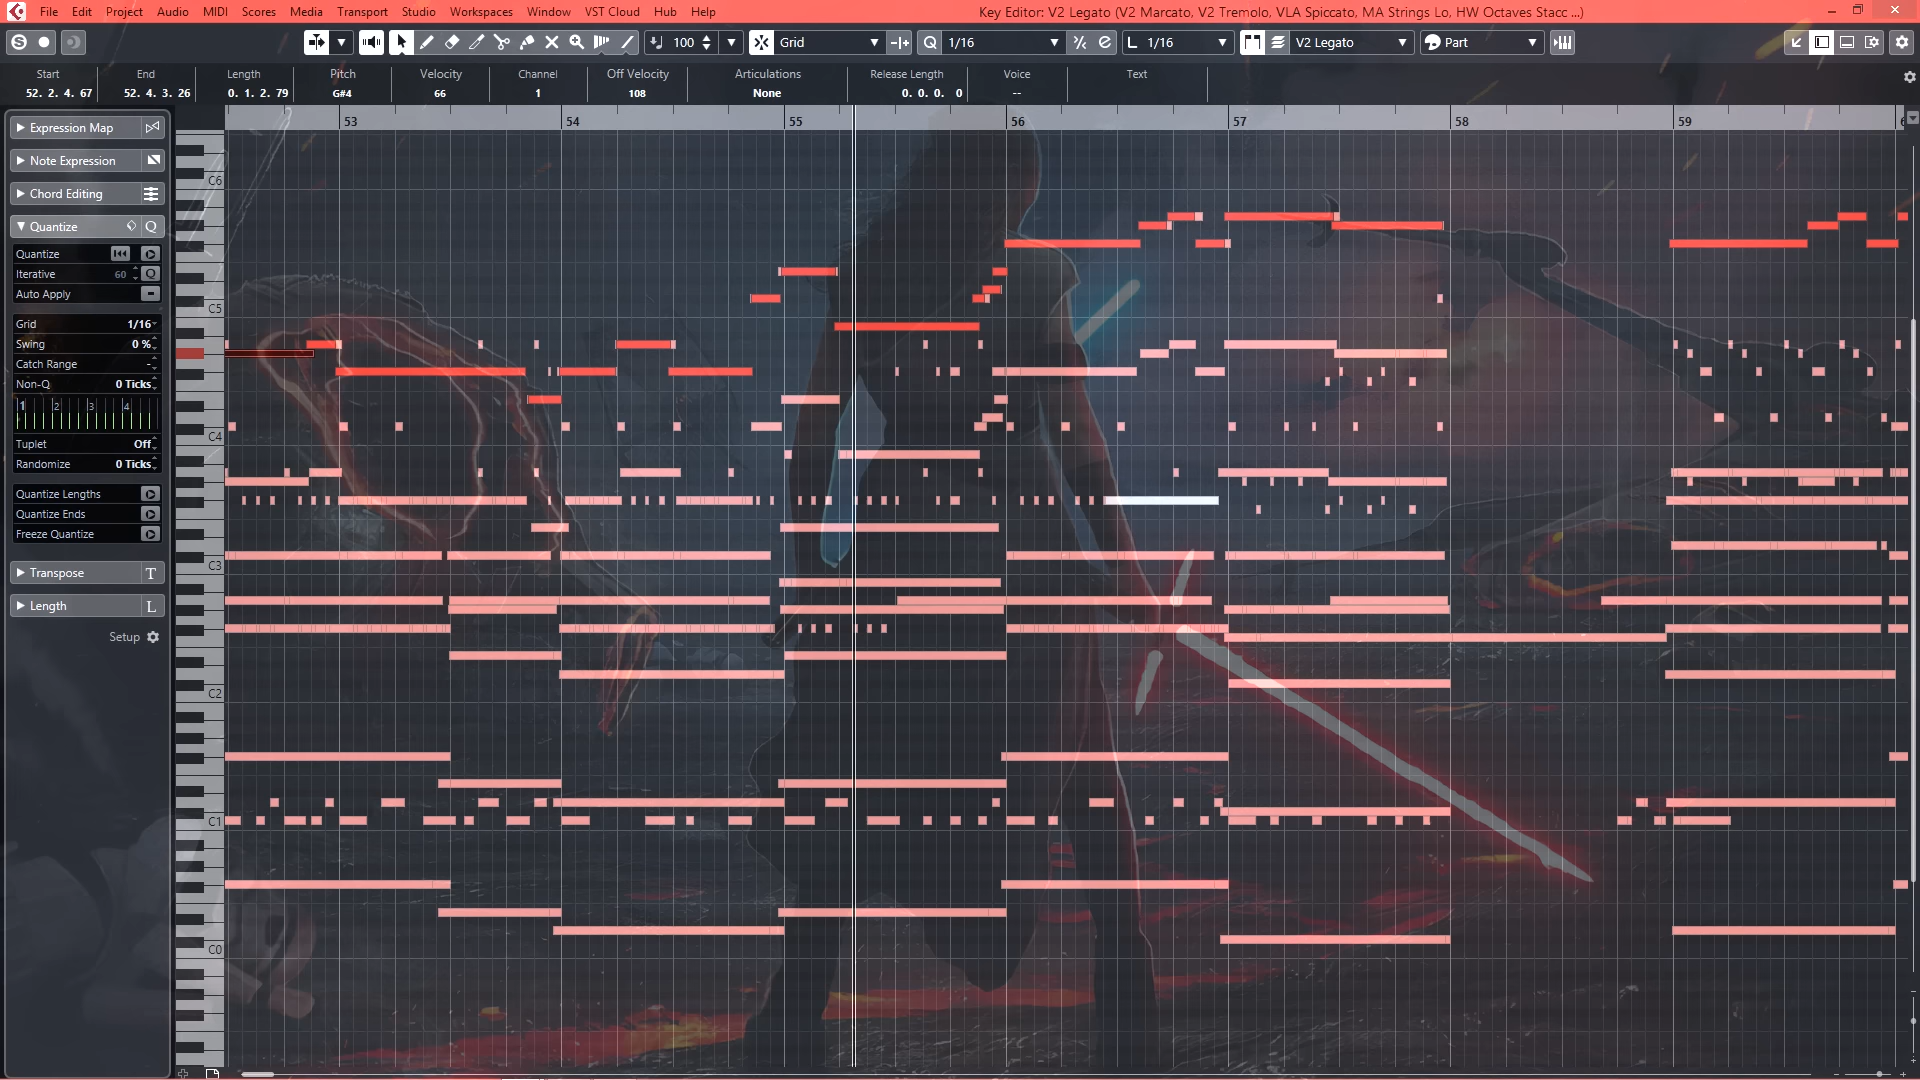 File Edit Project Audio MIDI Scores Media Transport Studio Workspaces Window VST Cloud Hub Help Key Editor: V2 Legato (V2 Marcato, V2 Tremolo, VLA Spiccato, MA Strings Lo, HW Octaves Stacc ...)
S 100 Grid Q 1/16 L 1/16 V2 Legato Part
Start End Length Pitch Velocity Channel Off Velocity Articulations Release Length Voice Text
52. 2. 4. 67 52. 4. 3. 26 0. 1. 2. 79 G#4 66 1 108 None 0. 0. 0. 0 --
53 54 55 56 57 58 59 6
Expression Map
Note Expression
Chord Editing
Quantize Q
Quantize
Iterative 60 Q
Auto Apply
Grid 1/16
Swing 0 %
Catch Range -
Non-Q 0 Ticks
1 2 3 4
Tuplet Off
Randomize 0 Ticks
Quantize Lengths
Quantize Ends
Freeze Quantize
Transpose T
Length L
Setup
C6
C5
C4
C3
C2
C1
C0